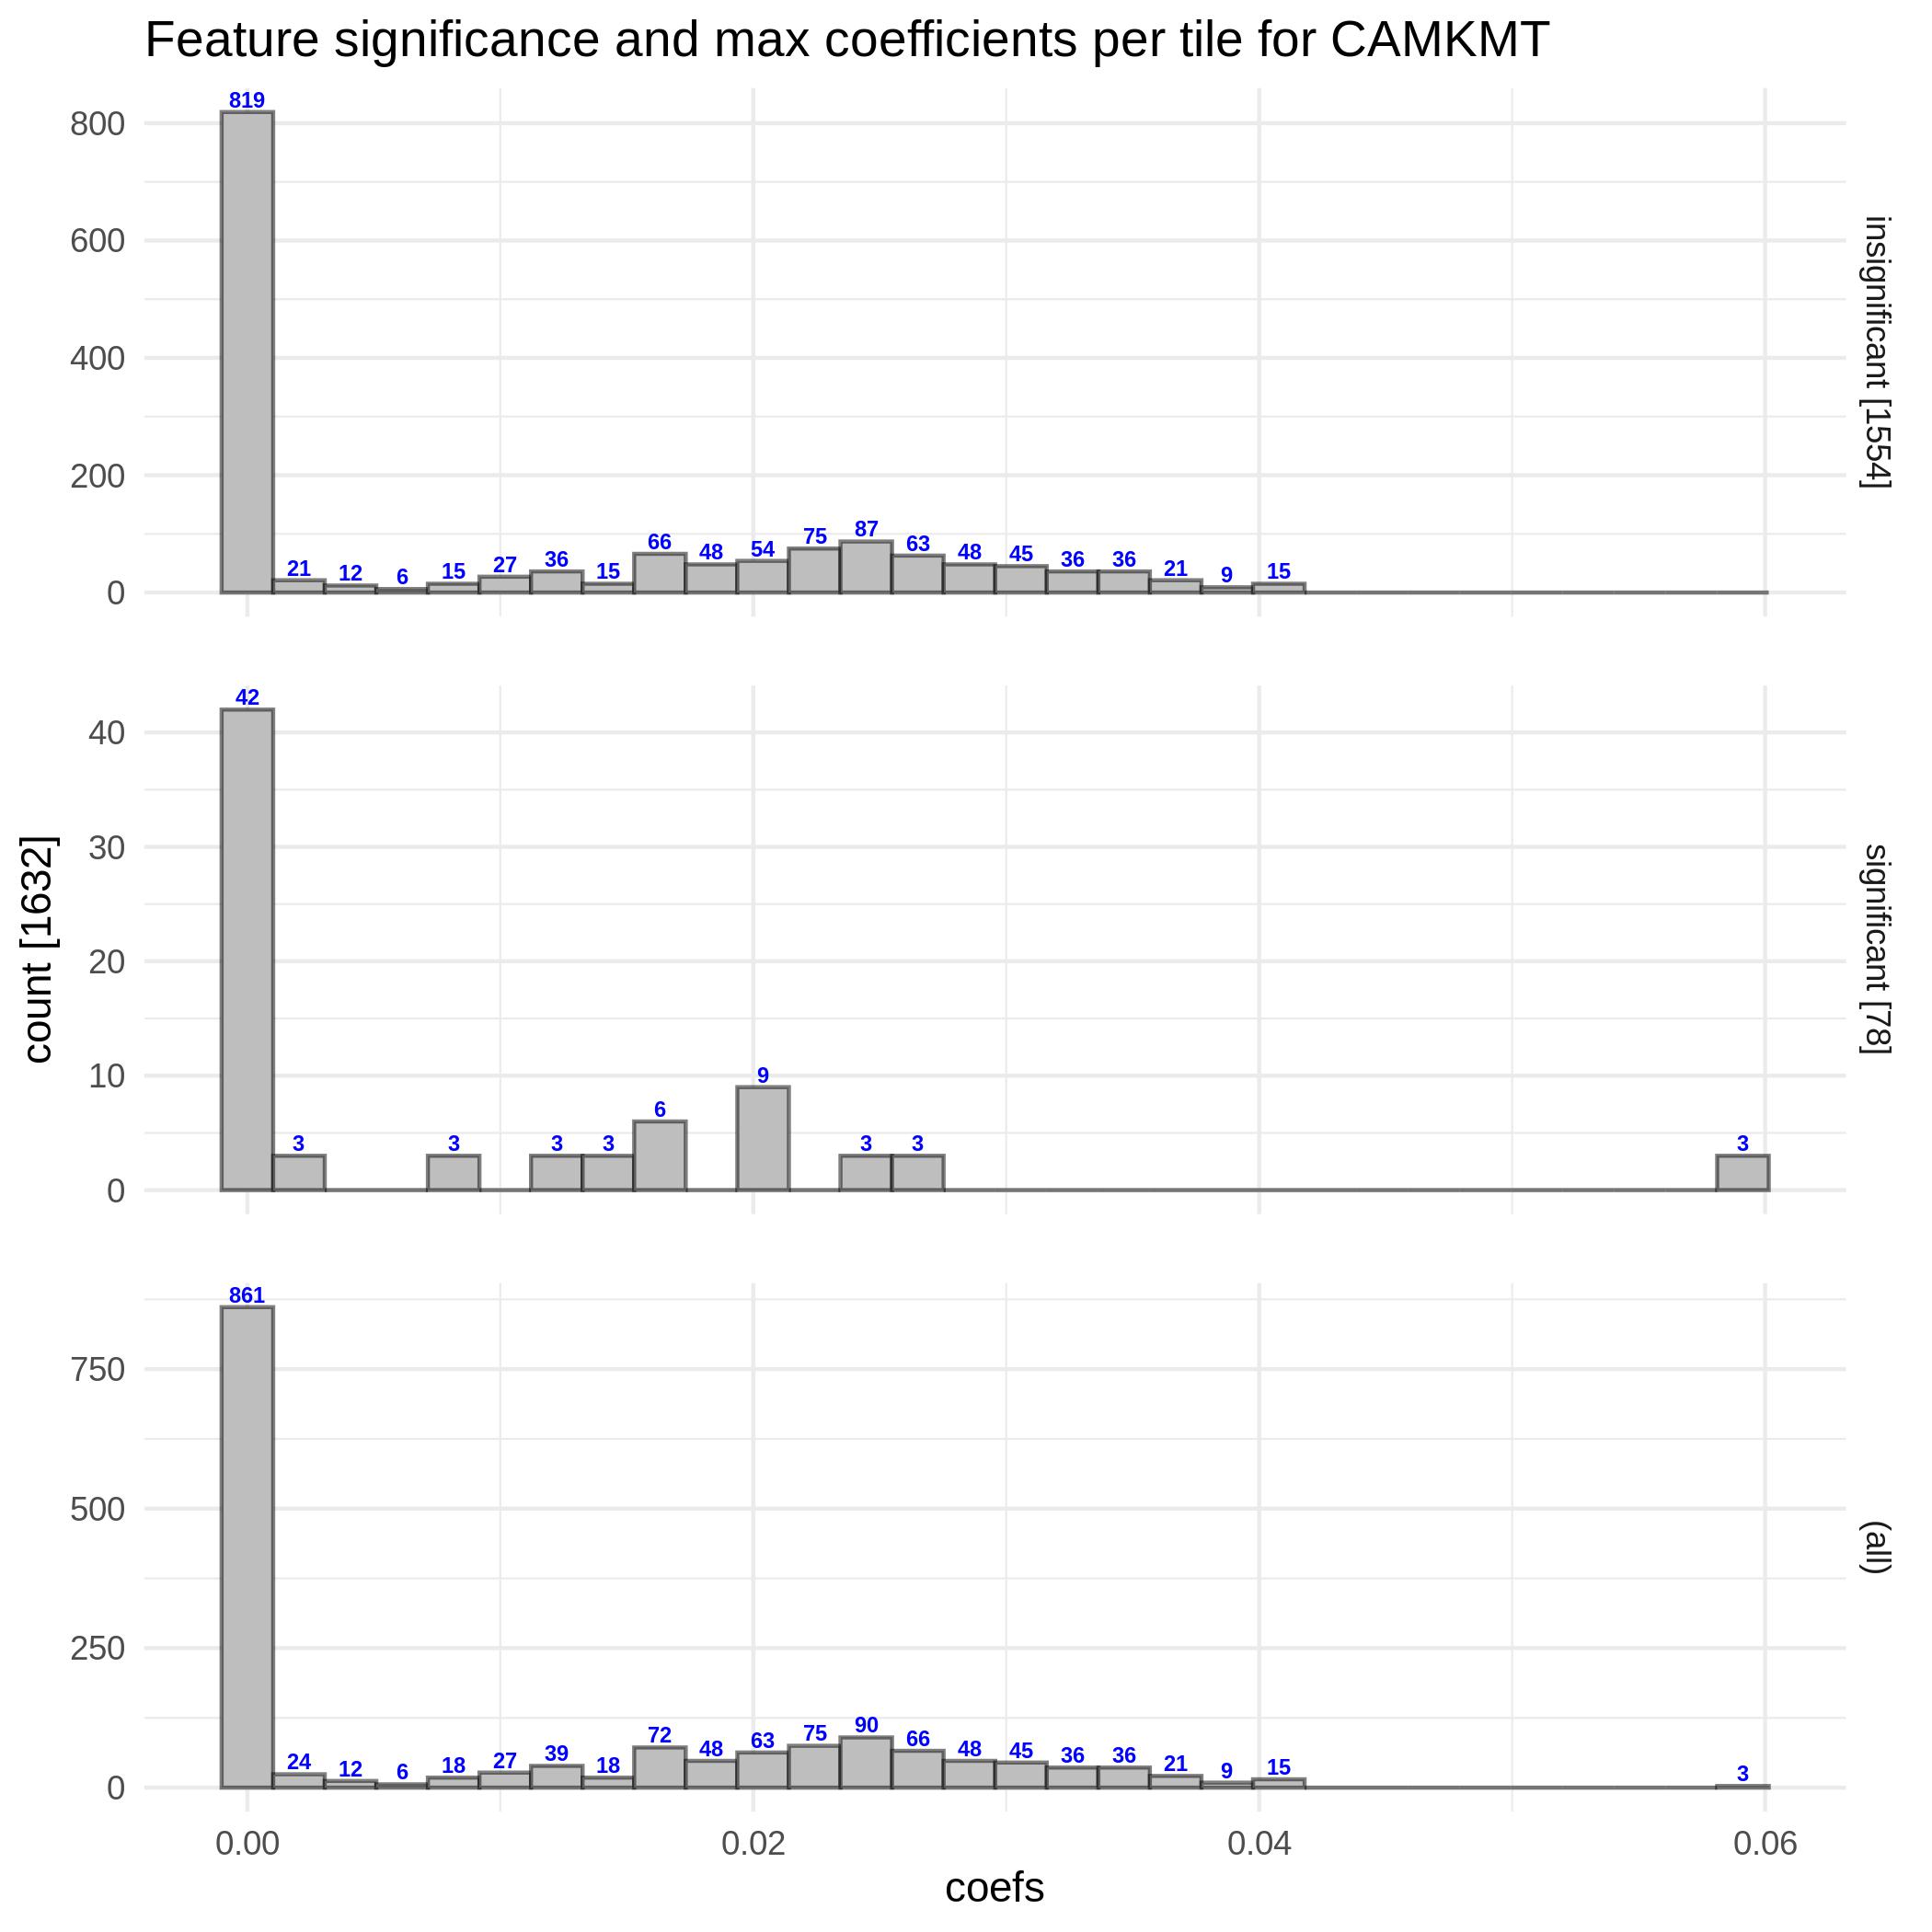 Feature significance and max coefficients per tile for CAMKMT
819
800
600
400
200
0
21 12 6 15 27 36 15 66 48 54 75 87 63 48 45 36 36 21 9 15
insignificant [1554]
42
40
30
20
10
0
3 3 3 3 6 9 3 3 3
significant [78]
count [1632]
861
750
500
250
0
24 12 6 18 27 39 18 72 48 63 75 90 66 48 45 36 36 21 9 15 3
(all)
0.00 0.02 0.04 0.06
coefs